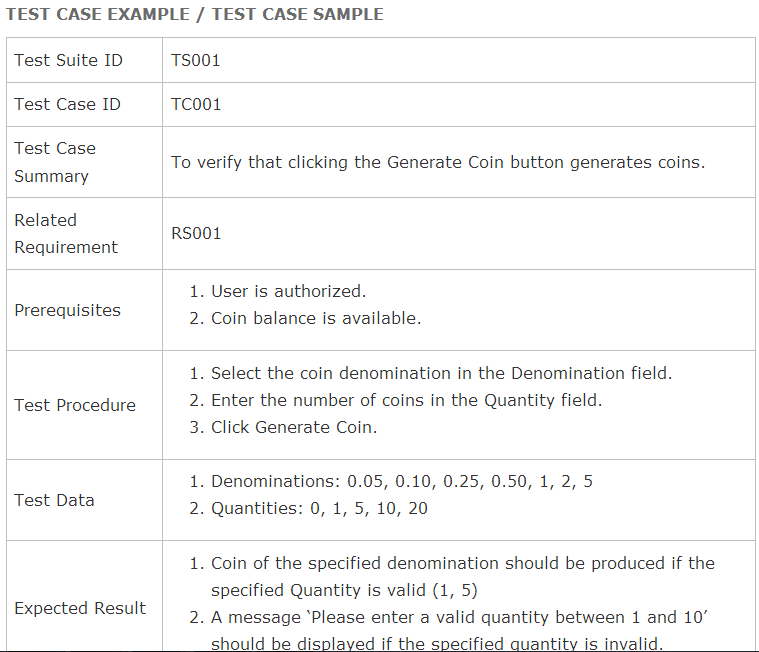 TEST CASE EXAMPLE / TEST CASE SAMPLE
Test Suite ID
TS001
Test Case ID
TC001
Test Case
Summary
To verify that clicking the Generate Coin button generates coins.
Related
Requirement
RS001
Prerequisites
1. User is authorized.
2. Coin balance is available.
Test Procedure
1. Select the coin denomination in the Denomination field.
2. Enter the number of coins in the Quantity field.
3. Click Generate Coin.
Test Data
1. Denominations: 0.05, 0.10, 0.25, 0.50, 1, 2, 5
2. Quantities: 0, 1, 5, 10, 20
Expected Result
1. Coin of the specified denomination should be produced if the
specified Quantity is valid (1, 5)
2. A message ‘Please enter a valid quantity between 1 and 10’
should be displayed if the specified quantity is invalid.